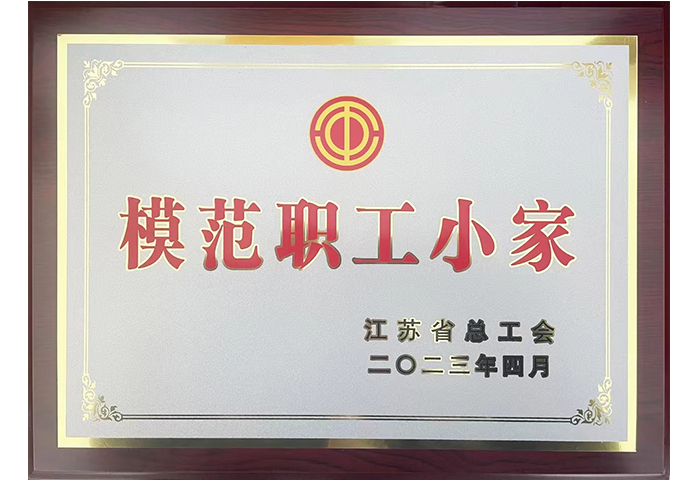 模范职工小家
江苏省总工会
二〇二三年四月